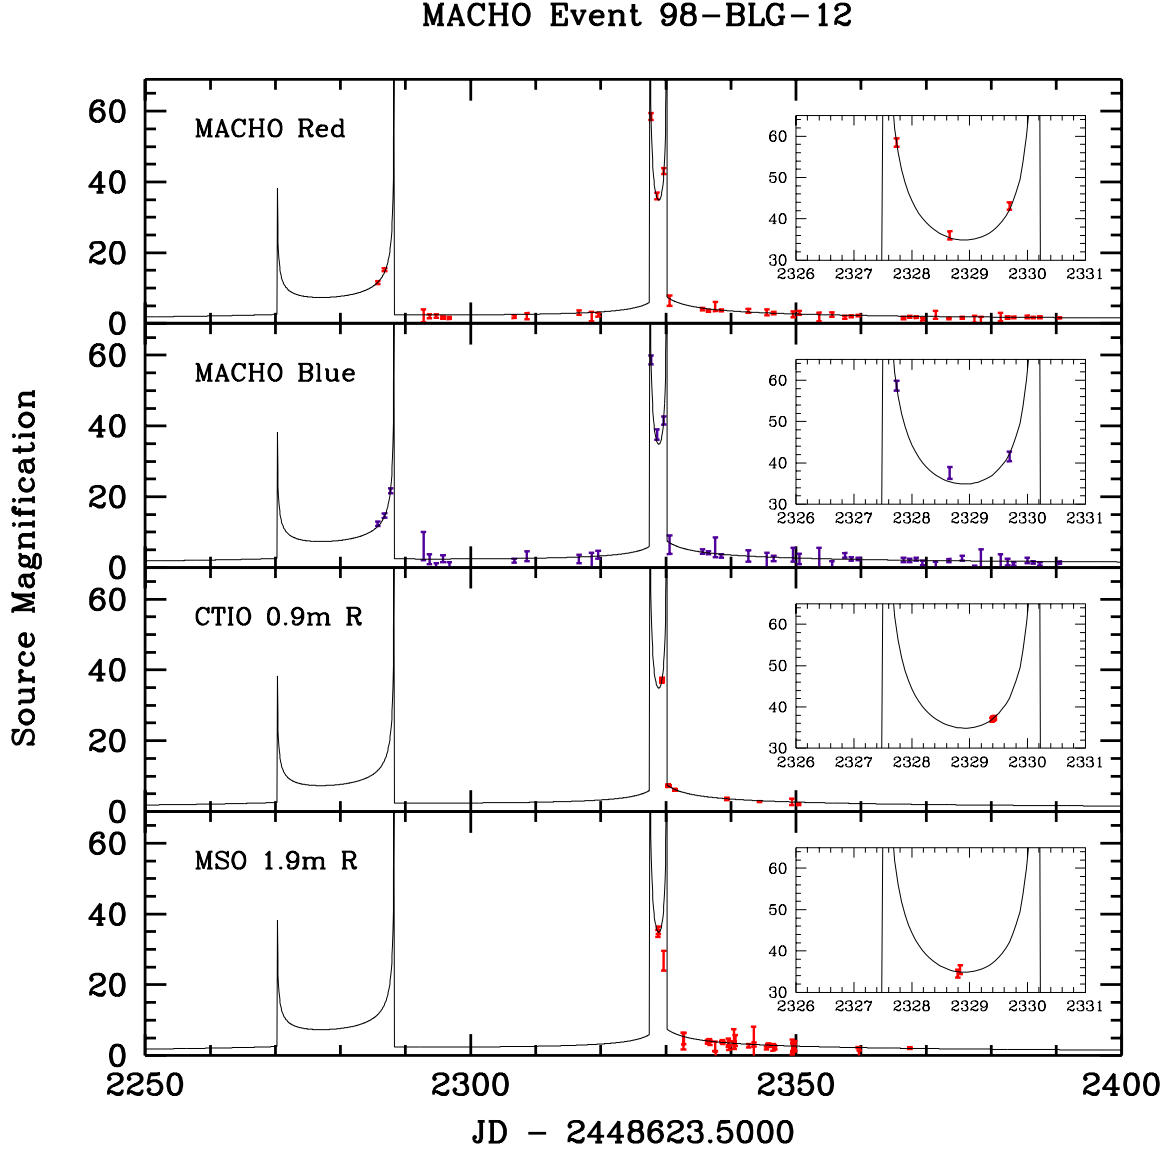 MACHO Event 98-BLG-12
Source Magnification
MACHO Red
60
40
20
0
60
50
40
30
2326 2327 2328 2329 2330 2331
MACHO Blue
60
40
20
0
60
50
40
30
2326 2327 2328 2329 2330 2331
CTIO 0.9m R
60
40
20
0
60
50
40
30
2326 2327 2328 2329 2330 2331
MSO 1.9m R
60
40
20
0
60
50
40
30
2326 2327 2328 2329 2330 2331
2250 2300 2350 2400
JD - 2448623.5000